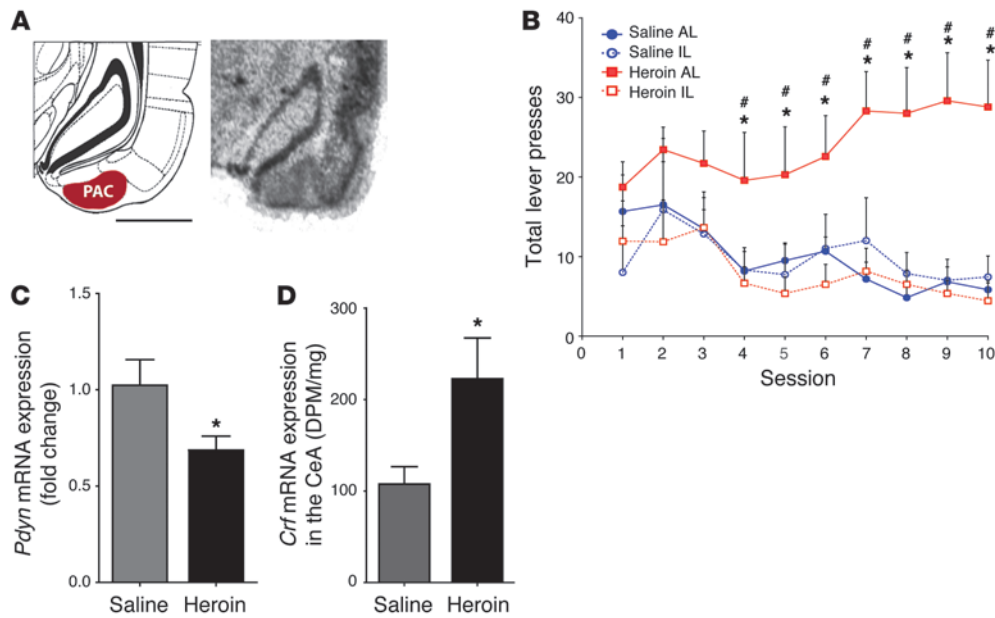 A
PAC
B
Total lever presses
40
30
20
10
0
Saline AL
Saline IL
Heroin AL
Heroin IL
# # # # # # #
* * * * * * *
0 1 2 3 4 5 6 7 8 9 10
Session
C
Pdyn mRNA expression
(fold change)
1.5
1.0
0.5
0.0
*
Saline Heroin
D
Crf mRNA expression
in the CeA (DPM/mg)
300
200
100
0
*
Saline Heroin